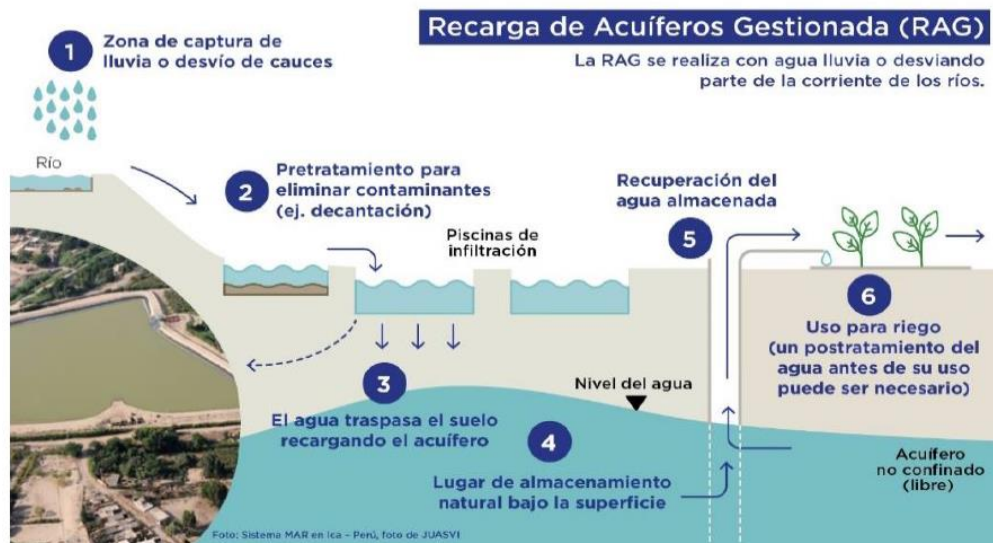 Recarga de Acuíferos Gestionada (RAG)
La RAG se realiza con agua lluvia o desviando
parte de la corriente de los ríos.
1
Zona de captura de
lluvia o desvío de cauces
Río
2
Pretratamiento para
eliminar contaminantes
(ej. decantación)
Piscinas de
infiltración
3
El agua traspasa el suelo
recargando el acuífero
Nivel del agua
4
Lugar de almacenamiento
natural bajo la superficie
Recuperación del
agua almacenada
5
6
Uso para riego
(un postratamiento del
agua antes de su uso
puede ser necesario)
Acuífero
no confinado
(libre)
Foto: Sistema MAR en Ica – Perú, foto de JUASVI